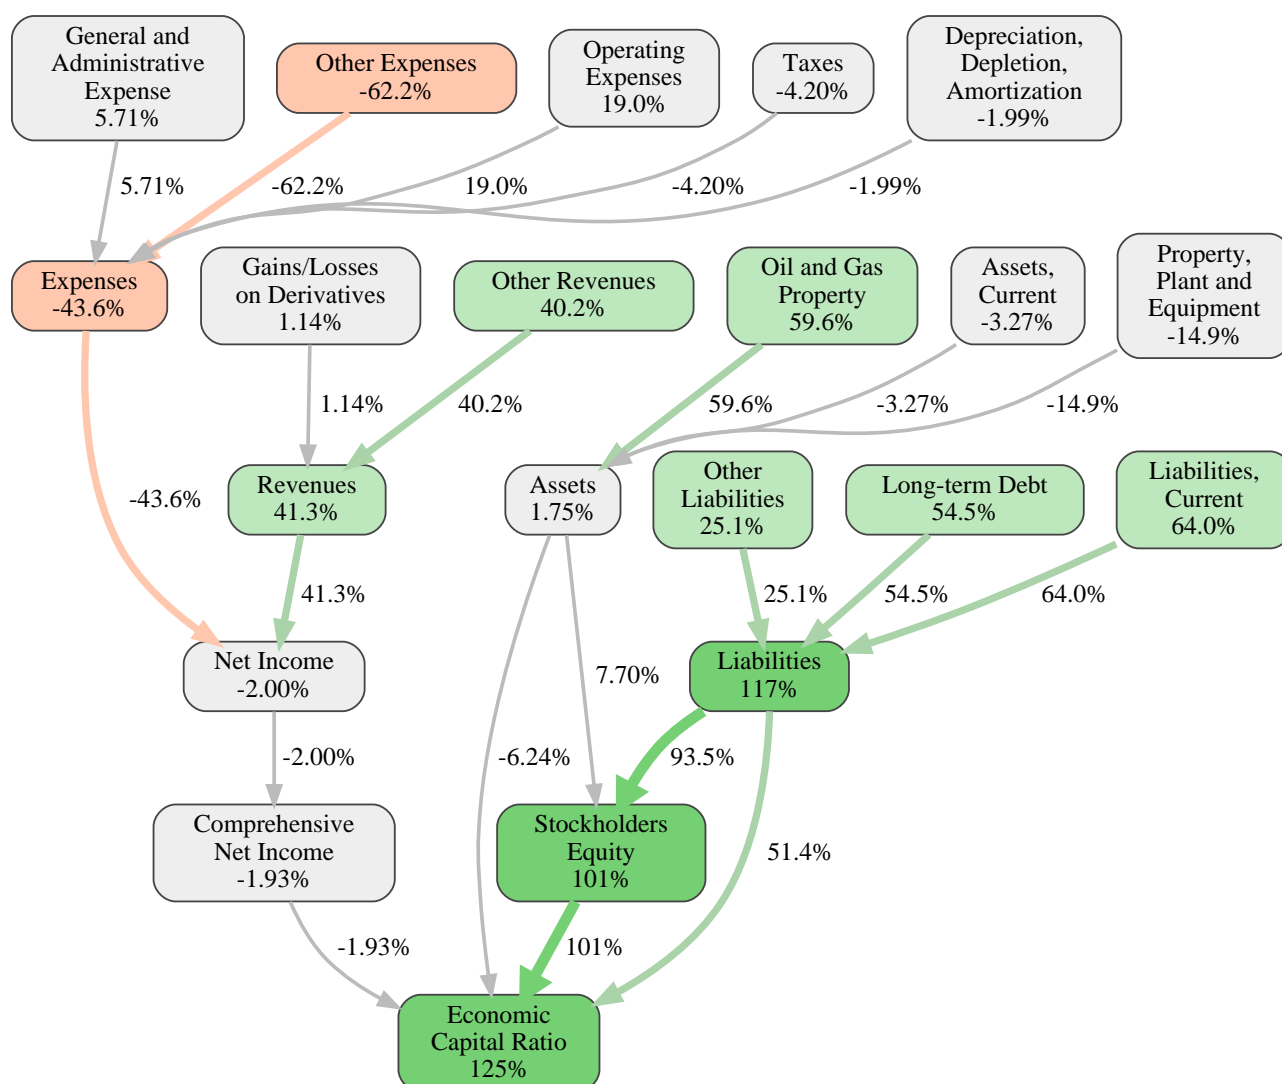 General and
Administrative
Expense
5.71%
Other Expenses
-62.2%
Operating
Expenses
19.0%
Taxes
-4.20%
Depreciation,
Depletion,
Amortization
-1.99%
5.71%
-62.2%
19.0%
-4.20%
-1.99%
Expenses
-43.6%
Gains/Losses
on Derivatives
1.14%
Other Revenues
40.2%
Oil and Gas
Property
59.6%
Assets,
Current
-3.27%
Property,
Plant and
Equipment
-14.9%
1.14%
40.2%
59.6%
-3.27%
-14.9%
-43.6%
Revenues
41.3%
Assets
1.75%
Other
Liabilities
25.1%
Long-term Debt
54.5%
Liabilities,
Current
64.0%
41.3%
25.1%
54.5%
64.0%
Net Income
-2.00%
7.70%
Liabilities
117%
-2.00%
-6.24%
93.5%
Comprehensive
Net Income
-1.93%
Stockholders
Equity
101%
51.4%
-1.93%
101%
Economic
Capital Ratio
125%